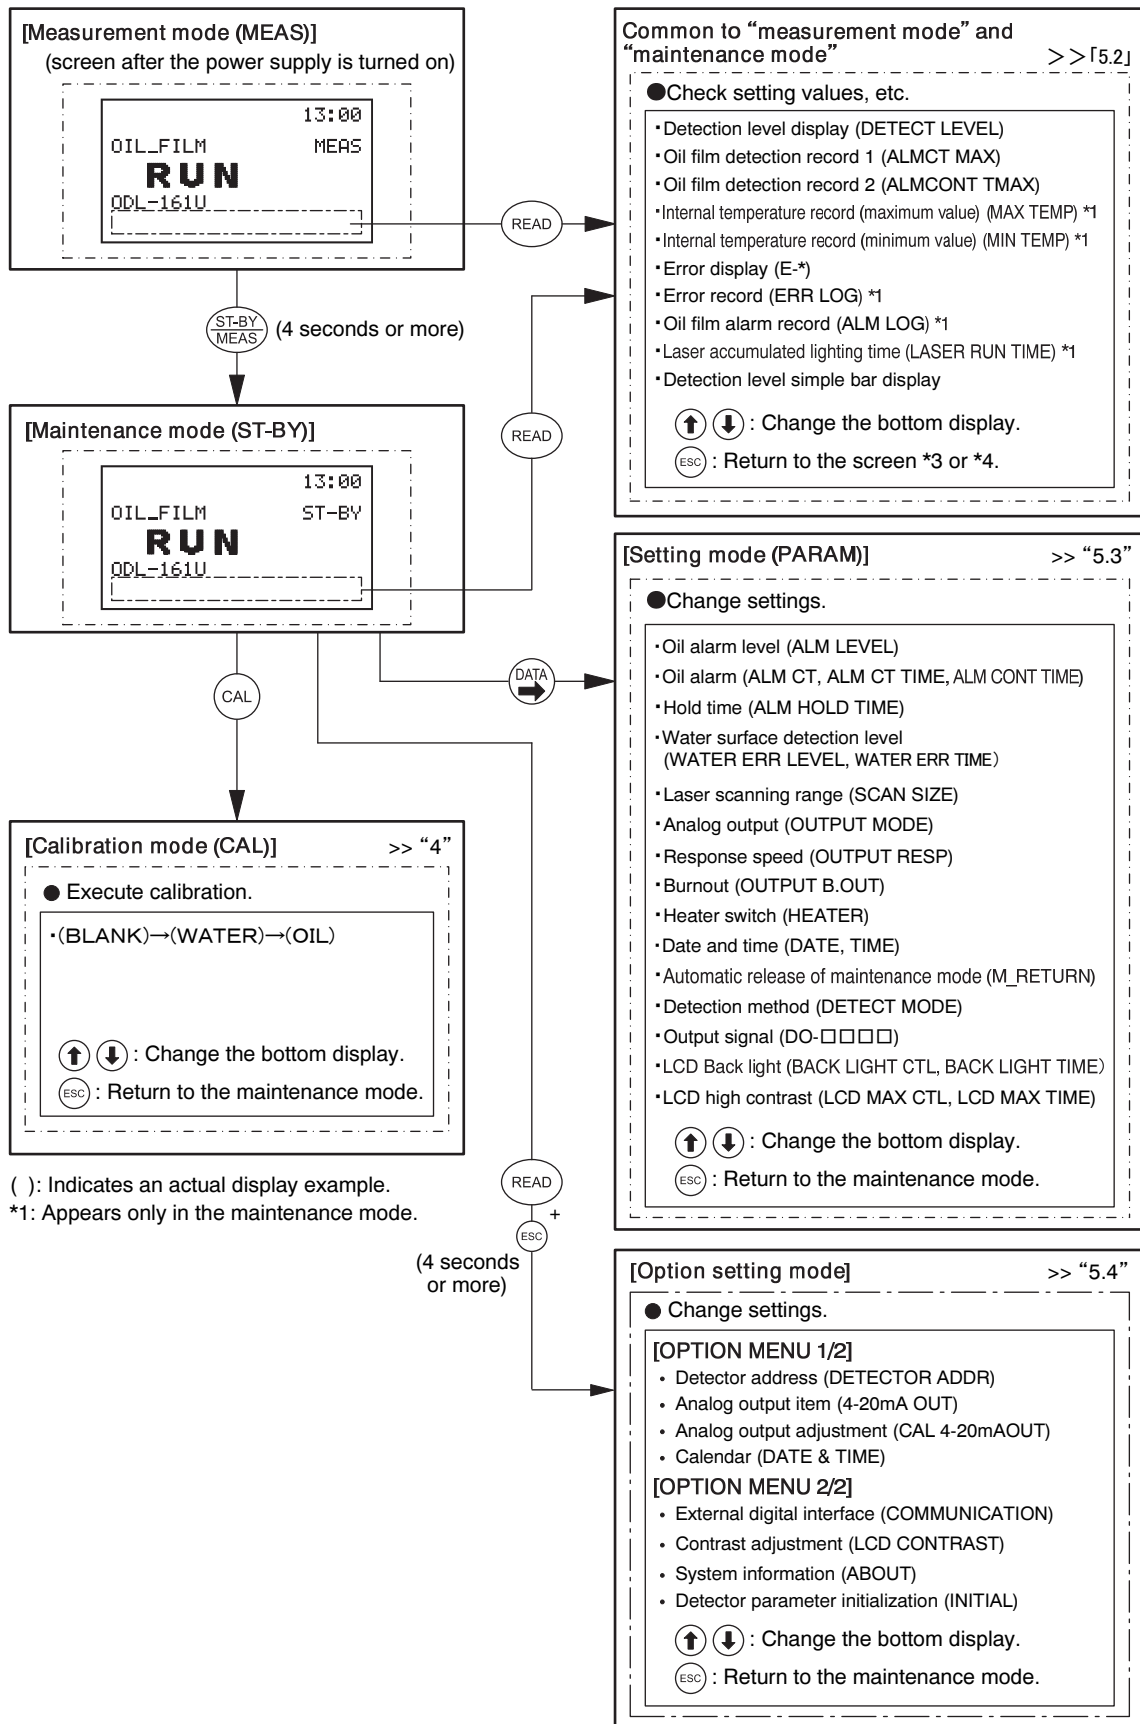 [Measurement mode (MEAS)]
(screen after the power supply is turned on)
13:00
OIL_FILM MEAS
RUN
ODL-161U
READ
ST-BY
MEAS
(4 seconds or more)
[Maintenance mode (ST-BY)]
13:00
OIL_FILM ST-BY
RUN
ODL-161U
READ
CAL
DATA
[Calibration mode (CAL)] >> “4”
● Execute calibration.
･(BLANK)→(WATER)→(OIL)
: Change the bottom display.
ESC : Return to the maintenance mode.
( ): Indicates an actual display example.
*1: Appears only in the maintenance mode.
READ
+
ESC
(4 seconds
or more)
Common to “measurement mode” and
“maintenance mode” >>｢5.2｣
●Check setting values, etc.
･Detection level display (DETECT LEVEL)
･Oil film detection record 1 (ALMCT MAX)
･Oil film detection record 2 (ALMCONT TMAX)
･Internal temperature record (maximum value) (MAX TEMP) *1
･Internal temperature record (minimum value) (MIN TEMP) *1
･Error display (E-*)
･Error record (ERR LOG) *1
･Oil film alarm record (ALM LOG) *1
･Laser accumulated lighting time (LASER RUN TIME) *1
･Detection level simple bar display
: Change the bottom display.
ESC : Return to the screen *3 or *4.
[Setting mode (PARAM)] >> “5.3”
●Change settings.
･Oil alarm level (ALM LEVEL)
･Oil alarm (ALM CT, ALM CT TIME, ALM CONT TIME)
･Hold time (ALM HOLD TIME)
･Water surface detection level
(WATER ERR LEVEL, WATER ERR TIME)
･Laser scanning range (SCAN SIZE)
･Analog output (OUTPUT MODE)
･Response speed (OUTPUT RESP)
･Burnout (OUTPUT B.OUT)
･Heater switch (HEATER)
･Date and time (DATE, TIME)
･Automatic release of maintenance mode (M_RETURN)
･Detection method (DETECT MODE)
･Output signal (DO-□□□□)
･LCD Back light (BACK LIGHT CTL, BACK LIGHT TIME)
･LCD high contrast (LCD MAX CTL, LCD MAX TIME)
: Change the bottom display.
ESC : Return to the maintenance mode.
[Option setting mode] >> “5.4”
● Change settings.
[OPTION MENU 1/2]
• Detector address (DETECTOR ADDR)
• Analog output item (4-20mA OUT)
• Analog output adjustment (CAL 4-20mAOUT)
• Calendar (DATE & TIME)
[OPTION MENU 2/2]
• External digital interface (COMMUNICATION)
• Contrast adjustment (LCD CONTRAST)
• System information (ABOUT)
• Detector parameter initialization (INITIAL)
: Change the bottom display.
ESC : Return to the maintenance mode.